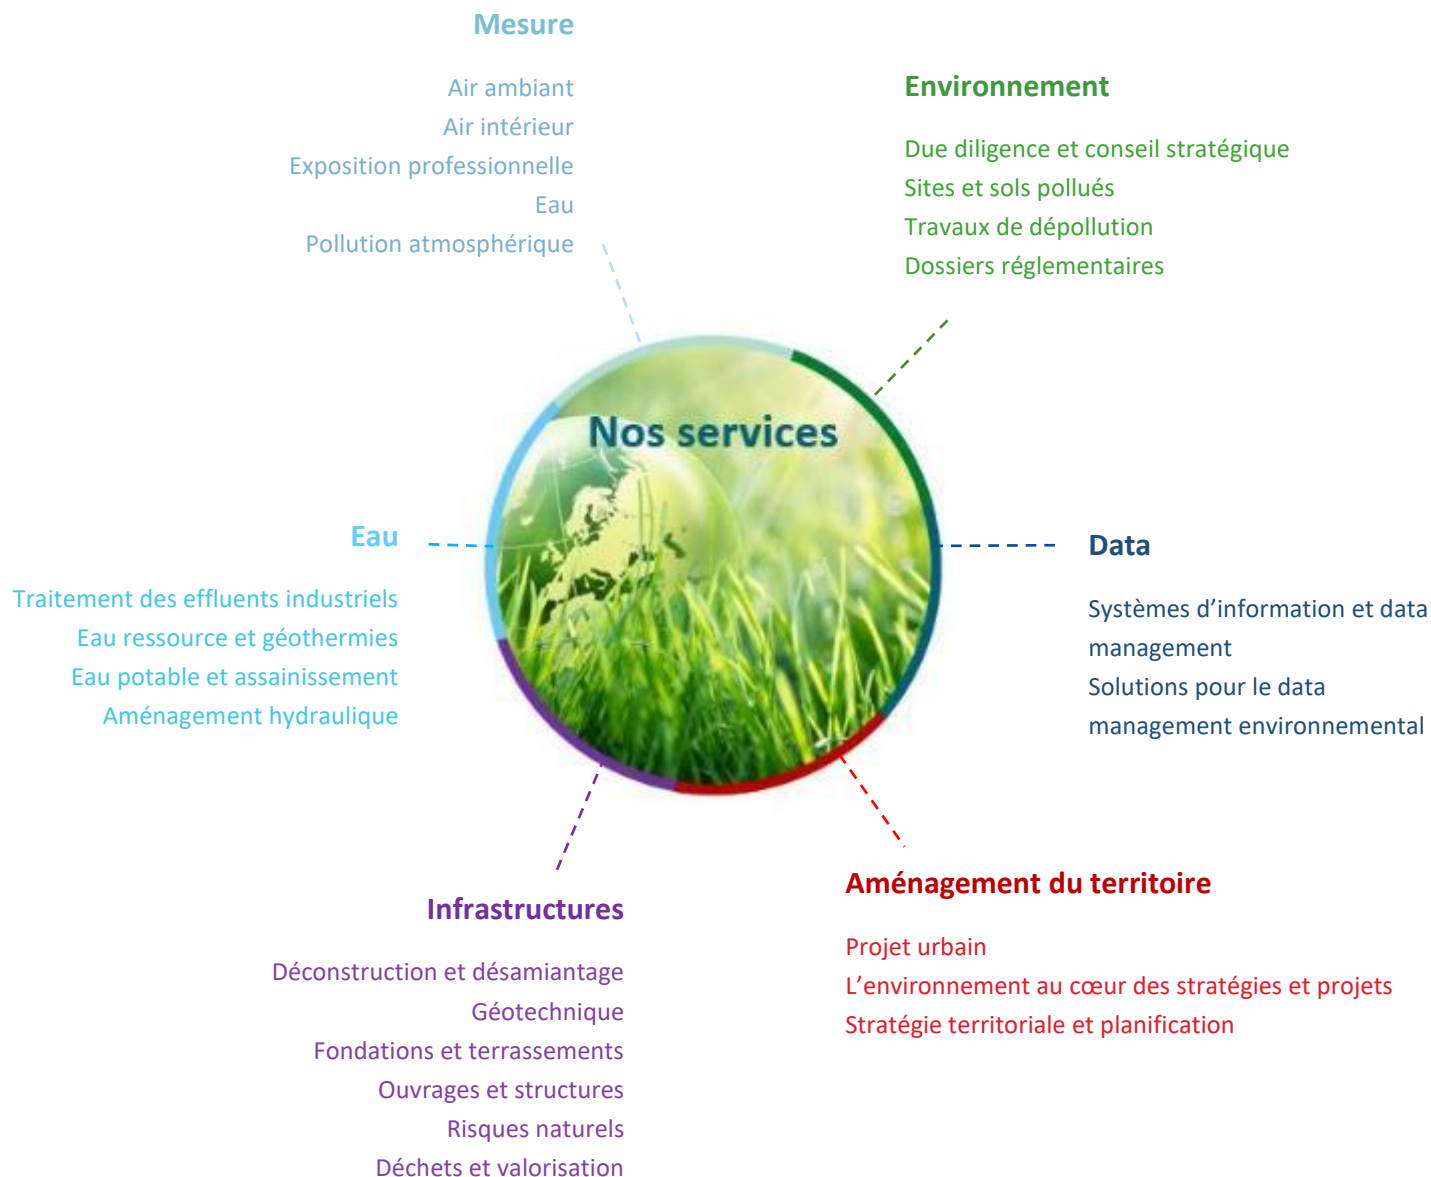 Mesure
Air ambiant
Air intérieur
Exposition professionnelle
Eau
Pollution atmosphérique
Environnement
Due diligence et conseil stratégique
Sites et sols pollués
Travaux de dépollution
Dossiers réglementaires
Nos services
Eau
Traitement des effluents industriels
Eau ressource et géothermies
Eau potable et assainissement
Aménagement hydraulique
Data
Systèmes d’information et data
management
Solutions pour le data
management environnemental
Infrastructures
Déconstruction et désamiantage
Géotechnique
Fondations et terrassements
Ouvrages et structures
Risques naturels
Déchets et valorisation
Aménagement du territoire
Projet urbain
L’environnement au cœur des stratégies et projets
Stratégie territoriale et planification